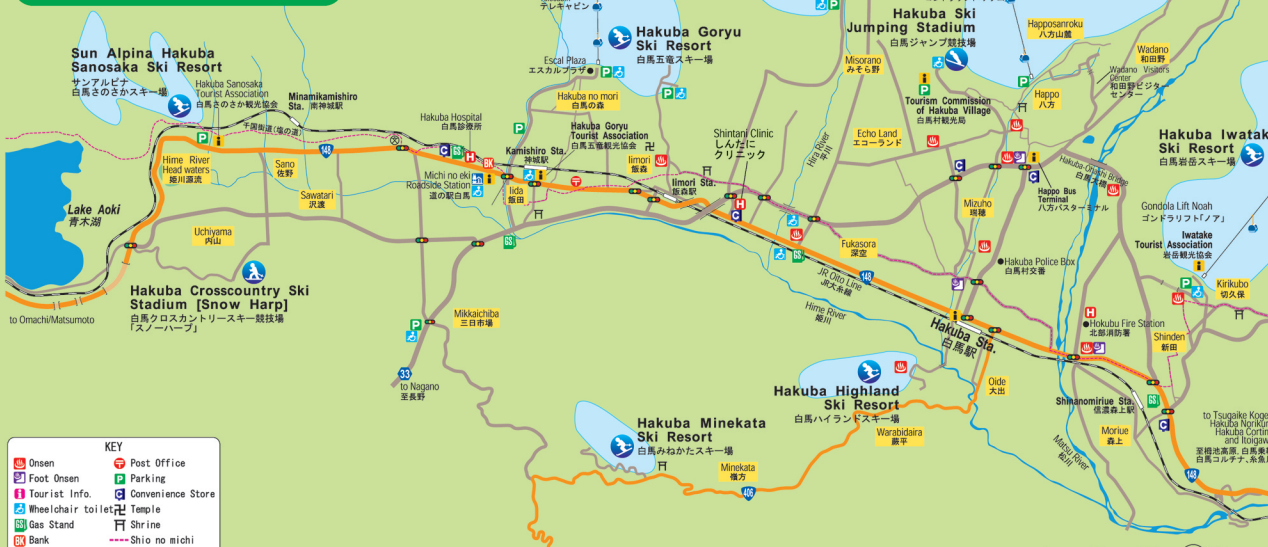 テレキャビン
Hakuba Goryu
Ski Resort
白馬五竜スキー場
Escal Plaza
エスカルプラザ
Hakuba Ski
Jumping Stadium
白馬ジャンプ競技場
Happosanroku
八方山麓
Wadano
和田野
Wadano Visitors
Center
和田野ビジター
センター
Misorano
みそら野
Tourism Commission
of Hakuba Village
白馬村観光局
Happo
八方
Sun Alpina Hakuba
Sanosaka Ski Resort
サンアルピナ
白馬さのさかスキー場
Hakuba Sanosaka
Tourist Association
白馬さのさか観光協会
Minamikamishiro
Sta. 南神城駅
千国街道(塩の道)
148
Hakuba Hospital
白馬診療所
Hakuba no mori
白馬の森
Hakuba Goryu
Tourist Association
白馬五竜観光協会
Kamishiro Sta.
神城駅
Iimori
飯森
Shintani Clinic
しんたに
クリニック
Hira River
平川
Echo Land
エコーランド
Hakuba Iwatake
Ski Resort
白馬岩岳スキー場
Hakuba-Ohashi Bridge
白馬大橋
Hime River
Head waters
姫川源流
Sano
佐野
Sawatari
沢渡
Michi no eki
Roadside Station
道の駅白馬
Iida
飯田
Iimori Sta.
飯森駅
Mizuho
瑞穂
Happo Bus
Terminal
八方バスターミナル
Gondola Lift Noah
ゴンドラリフト「ノア」
Iwatake
Tourist Association
岩岳観光協会
Lake Aoki
青木湖
Uchiyama
内山
Fukasora
深空
Hakuba Police Box
白馬村交番
Kirikubo
切久保
Hakuba Crosscountry Ski
Stadium [Snow Harp]
白馬クロスカントリースキー競技場
「スノーハープ」
JR Oito Line
JR大糸線
148
Hime River
姫川
to Omachi/Matsumoto
Mikkaichiba
三日市場
33
to Nagano
至長野
Hakuba Sta.
白馬駅
Hokubu Fire Station
北部消防署
Shinden
新田
Hakuba Highland
Ski Resort
白馬ハイランドスキー場
Oide
大出
Shinanomiriue Sta.
信濃森上駅
Hakuba Minekata
Ski Resort
白馬みねかたスキー場
Warabidaira
蕨平
Moriue
森上
Matsu River
松川
Minekata
嶺方
406
148
KEY
Onsen
Post Office
Foot Onsen
Parking
Tourist Info.
Convenience Store
Wheelchair toilet
Temple
GS Gas Stand
Shrine
BK Bank
Shio no michi